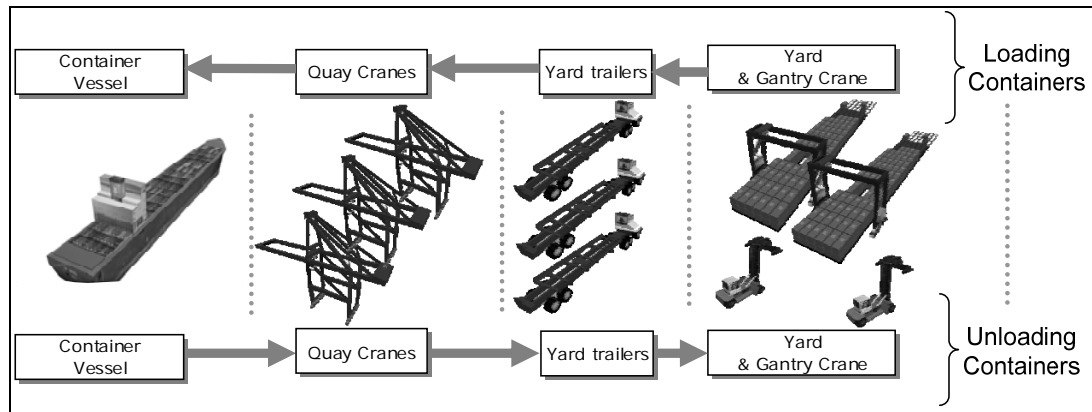 Container
Vessel
Quay Cranes
Yard trailers
Yard
& Gantry Crane
Loading
Containers
Container
Vessel
Quay Cranes
Yard trailers
Yard
& Gantry Crane
Unloading
Containers